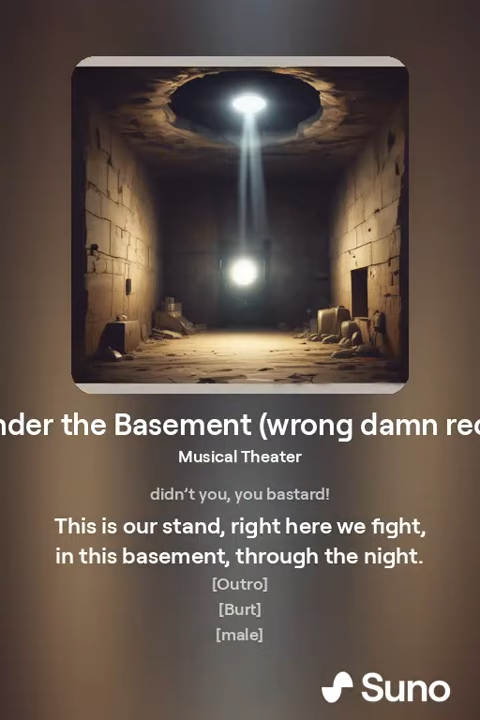 nder the Basement (wrong damn rec
Musical Theater
didn't you, you bastard!
This is our stand, right here we fight,
in this basement, through the night.
[Outro]
[Burt]
[male]
Suno